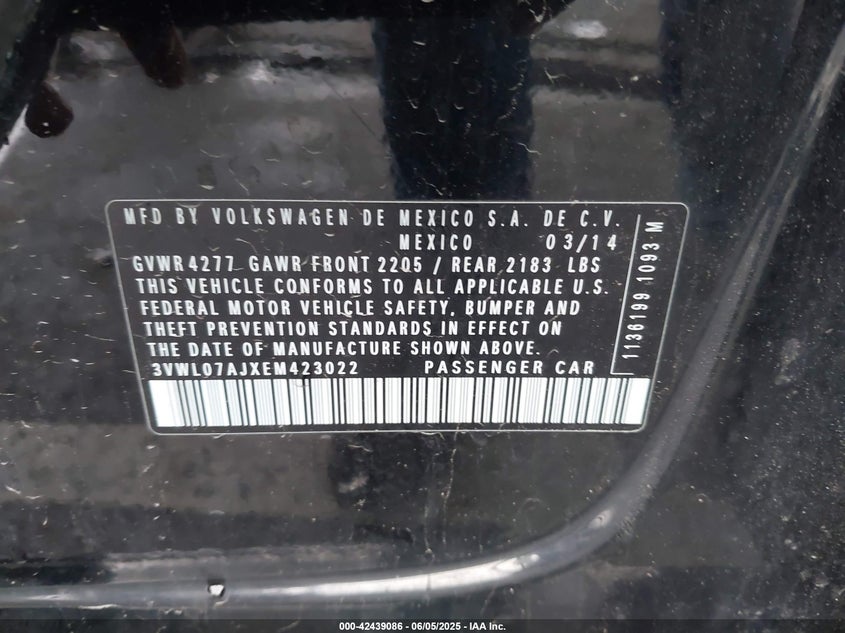 MFD BY VOLKSWAGEN DE MEXICO S.A. DE C.V.
MEXICO 03/14
GVWR 4277 GAWR FRONT 2205 / REAR 2183 LBS
THIS VEHICLE CONFORMS TO ALL APPLICABLE U.S.
FEDERAL MOTOR VEHICLE SAFETY, BUMPER AND
THEFT PREVENTION STANDARDS IN EFFECT ON
THE DATE OF MANUFACTURE SHOWN ABOVE.
3VWL07AJXEM423022 PASSENGER CAR
1136199 1093 M
000-42439086 - 06/05/2025 - IAA Inc.